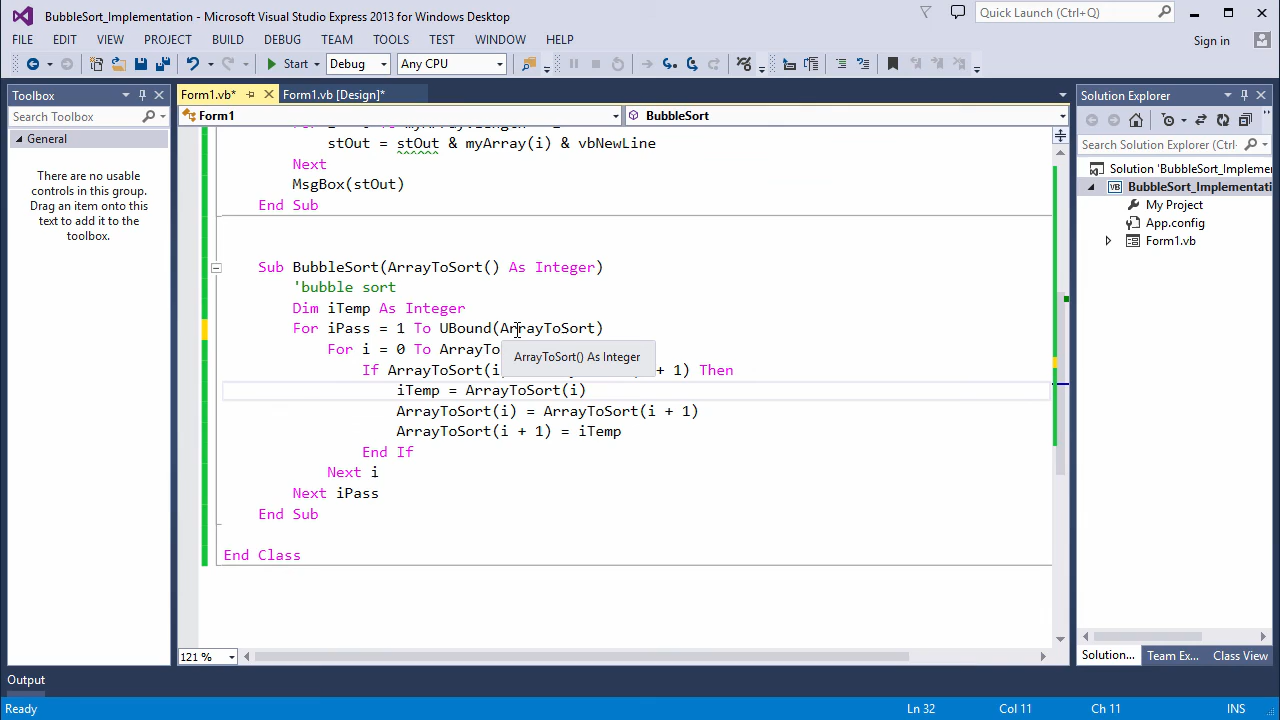 BubbleSort_Implementation - Microsoft Visual Studio Express 2013 for Windows Desktop
Quick Launch (Ctrl+Q)
FILE EDIT VIEW PROJECT BUILD DEBUG TEAM TOOLS TEST WINDOW HELP
Sign in
Start Debug Any CPU
Toolbox
Search Toolbox
General
There are no usable
controls in this group.
Drag an item onto this
text to add it to the
toolbox.
Form1.vb* Form1.vb [Design]*
Form1 BubbleSort
stOut = stOut & myArray(i) & vbNewLine
Next
MsgBox(stOut)
End Sub
Sub BubbleSort(ArrayToSort() As Integer)
'bubble sort
Dim iTemp As Integer
For iPass = 1 To UBound(ArrayToSort)
For i = 0 To ArrayTo
ArrayToSort() As Integer
If ArrayToSort(i + 1) Then
iTemp = ArrayToSort(i)
ArrayToSort(i) = ArrayToSort(i + 1)
ArrayToSort(i + 1) = iTemp
End If
Next i
Next iPass
End Sub
End Class
121 %
Solution Explorer
Search Solution Explorer (Ctrl
Solution 'BubbleSort_Implemen
BubbleSort_Implementati
My Project
App.config
Form1.vb
Solution... Team Ex... Class View
Output
Ready Ln 32 Col 11 Ch 11 INS